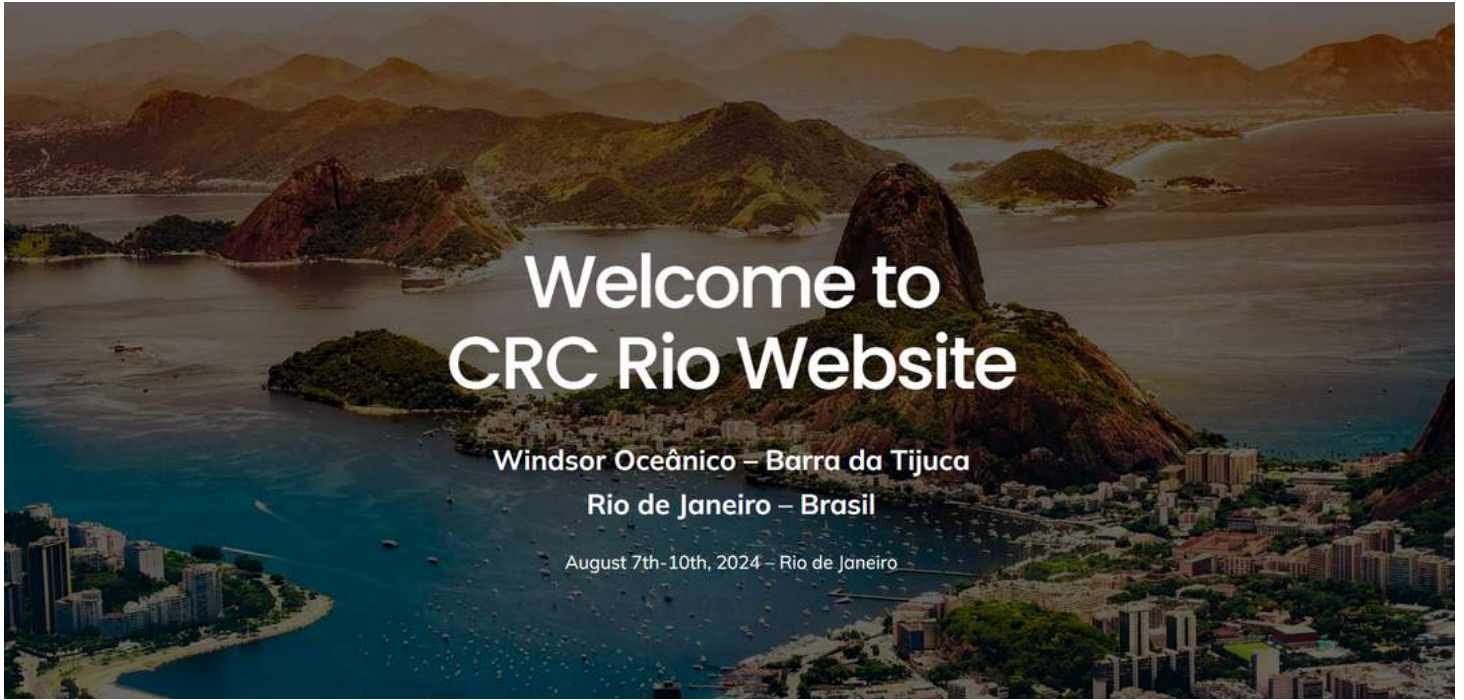 Welcome to
CRC Rio Website
Windsor Oceânico – Barra da Tijuca
Rio de Janeiro – Brasil
August 7th-10th, 2024 – Rio de Janeiro